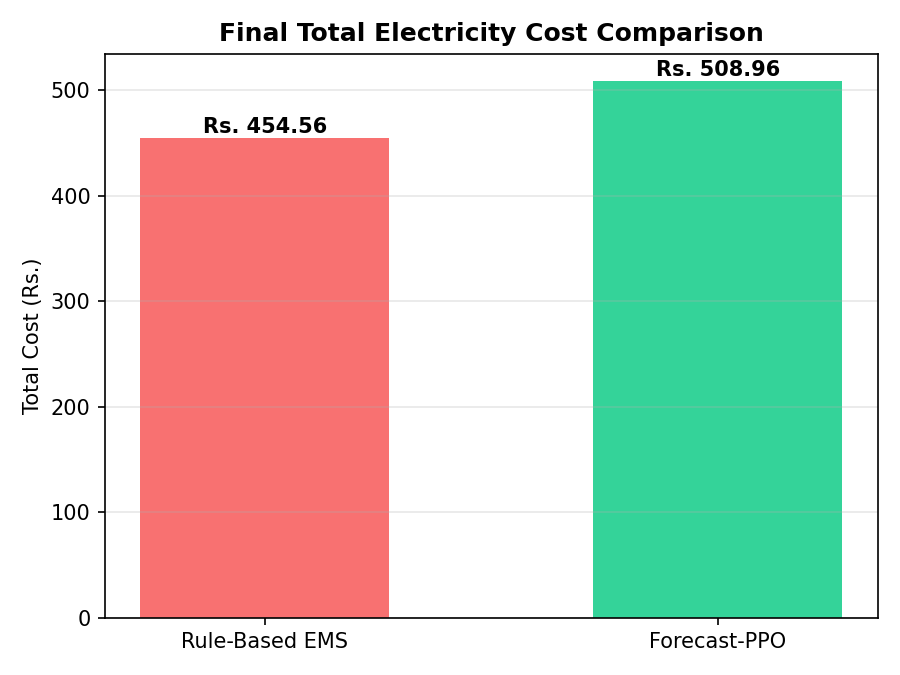 Final Total Electricity Cost Comparison
Rs. 454.56
Rs. 508.96
Total Cost (Rs.)
500
400
300
200
100
0
Rule-Based EMS
Forecast-PPO